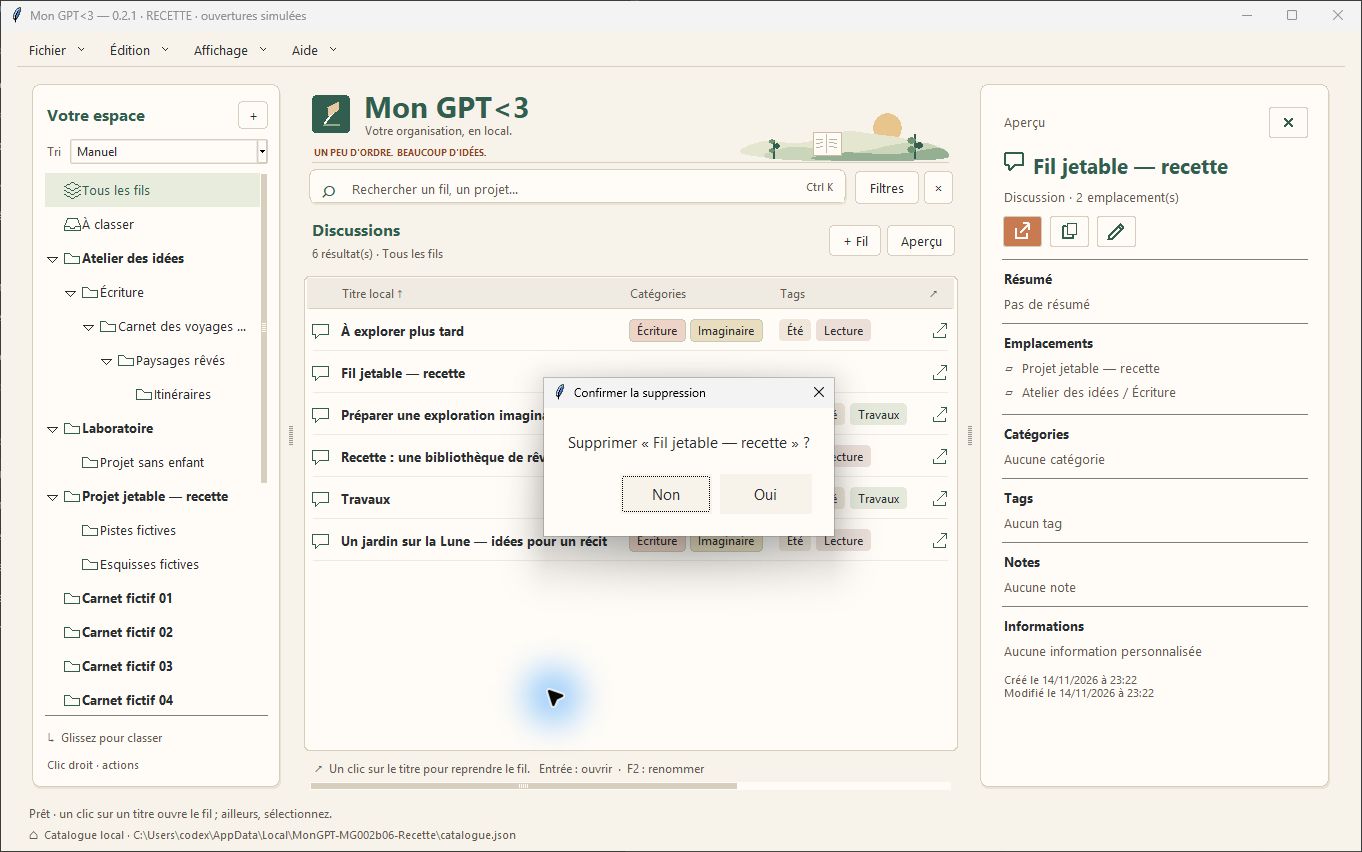 Mon GPT<3 — 0.2.1 · RECETTE · ouvertures simulées
Fichier Édition Affichage Aide
Votre espace +
Tri Manuel
Tous les fils
À classer
Atelier des idées
Écriture
Carnet des voyages ...
Paysages rêvés
Itinéraires
Laboratoire
Projet sans enfant
Projet jetable — recette
Pistes fictives
Esquisses fictives
Carnet fictif 01
Carnet fictif 02
Carnet fictif 03
Carnet fictif 04
↳ Glissez pour classer
Clic droit · actions
Mon GPT<3
Votre organisation, en local.
UN PEU D'ORDRE. BEAUCOUP D'IDÉES.
Rechercher un fil, un projet... Ctrl K Filtres ×
Discussions
6 résultat(s) · Tous les fils
+ Fil Aperçu
Titre local ↑ Catégories Tags ↗
À explorer plus tard Écriture Imaginaire Été Lecture
Fil jetable — recette
Préparer une exploration imagin Travaux
Recette : une bibliothèque de rêv ecture
Travaux Travaux
Un jardin sur la Lune — idées pour un récit Écriture Imaginaire Été Lecture
Confirmer la suppression
Supprimer « Fil jetable — recette » ?
Non Oui
↗ Un clic sur le titre pour reprendre le fil. Entrée : ouvrir · F2 : renommer
Aperçu
Fil jetable — recette
Discussion · 2 emplacement(s)
Résumé
Pas de résumé
Emplacements
Projet jetable — recette
Atelier des idées / Écriture
Catégories
Aucune catégorie
Tags
Aucun tag
Notes
Aucune note
Informations
Aucune information personnalisée
Créé le 14/11/2026 à 23:22
Modifié le 14/11/2026 à 23:22
Prêt · un clic sur un titre ouvre le fil ; ailleurs, sélectionnez.
Catalogue local · C:\Users\codex\AppData\Local\MonGPT-MG002b06-Recette\catalogue.json